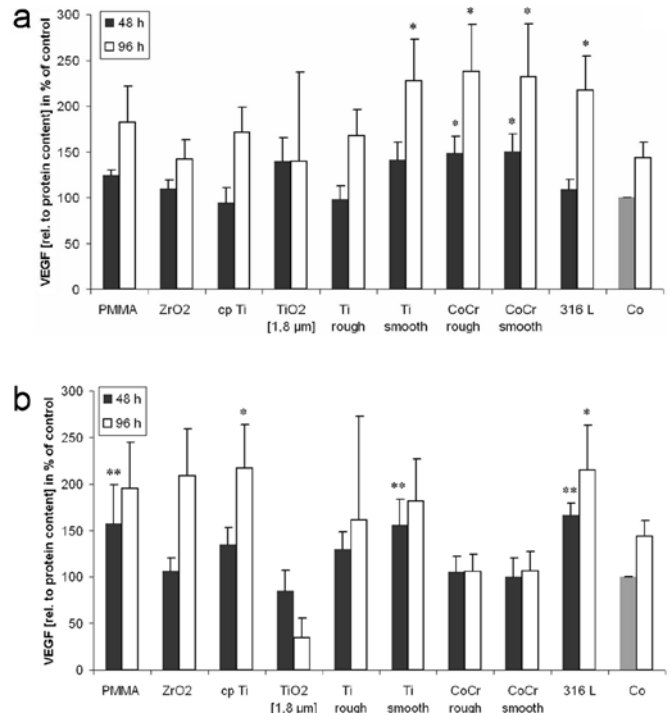 a
300
250
200
150
100
50
0
VEGF [rel. to protein content] in % of control
48 h
96 h
*
*
*
*
*
*
PMMA ZrO2 cp Ti TiO2 Ti Ti CoCr CoCr 316 L Co
[1,8 µm] rough smooth rough smooth
b
300
250
200
150
100
50
0
VEGF [rel. to protein content] in % of control
48 h
96 h
**
*
**
**
*
PMMA ZrO2 cp Ti TiO2 Ti Ti CoCr CoCr 316 L Co
[1,8 µm] rough smooth rough smooth